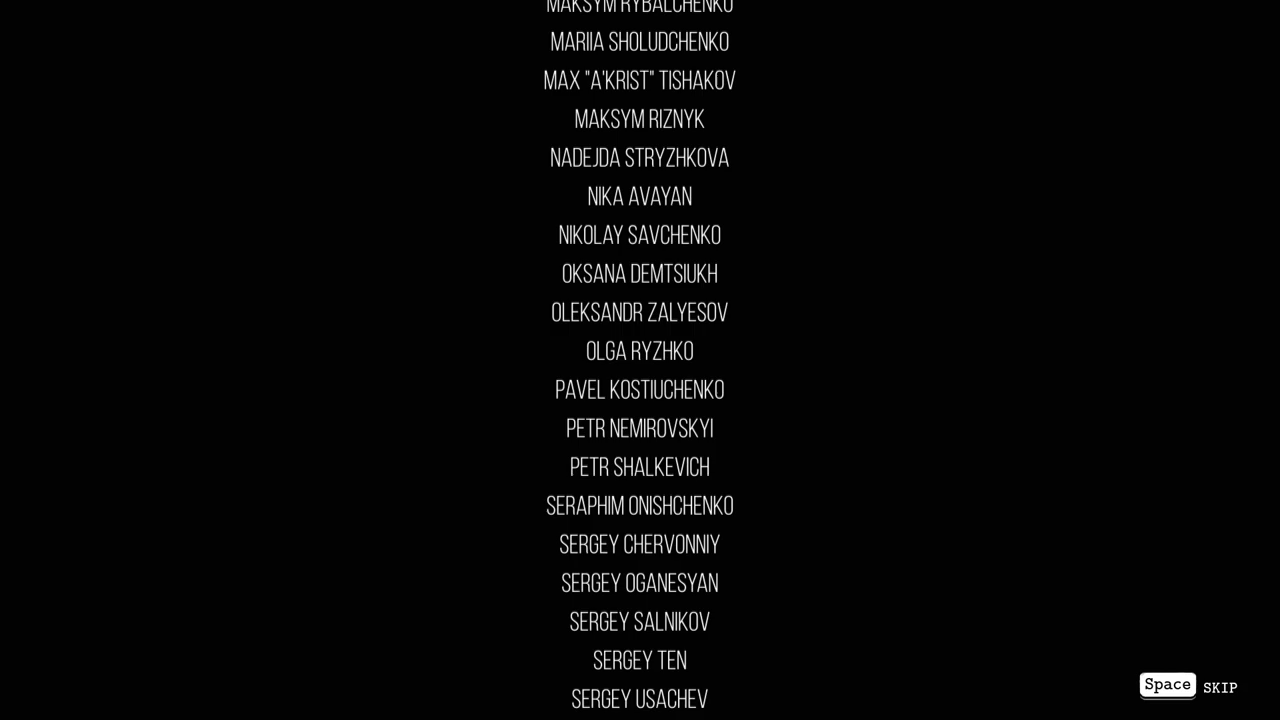 MAKSYM RYBALCHENKO
MARIIA SHOLUDCHENKO
MAX "A'KRIST" TISHAKOV
MAKSYM RIZNYK
NADEJDA STRYZHKOVA
NIKA AVAYAN
NIKOLAY SAVCHENKO
OKSANA DEMTSIUKH
OLEKSANDR ZALYESOV
OLGA RYZHKO
PAVEL KOSTIUCHENKO
PETR NEMIROVSKYI
PETR SHALKEVICH
SERAPHIM ONISHCHENKO
SERGEY CHERVONNIY
SERGEY OGANESYAN
SERGEY SALNIKOV
SERGEY TEN
SERGEY USACHEV
Space SKIP